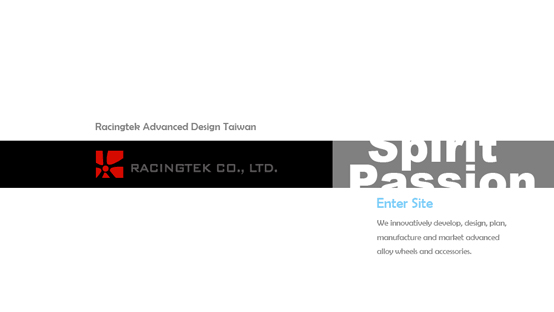 Racingtek Advanced Design Taiwan
RACINGTEK CO., LTD.
Spirit
Passion
Enter Site
We innovatively develop, design, plan,
manufacture and market advanced
alloy wheels and accessories.